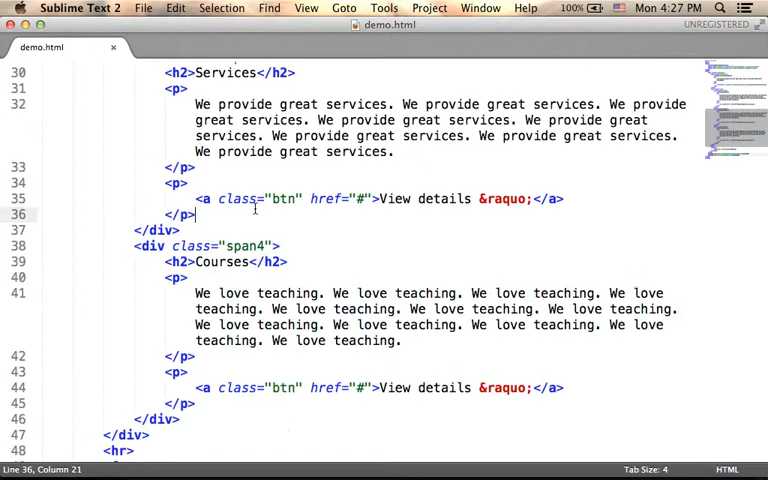 Sublime Text 2 File Edit Selection Find View Goto Tools Project Window Help 100% Mon 4:27 PM
demo.html UNREGISTERED
demo.html ×
30 <h2>Services</h2>
31 <p>
32 We provide great services. We provide great services. We provide
great services. We provide great services. We provide great
services. We provide great services. We provide great services.
We provide great services.
33 </p>
34 <p>
35 <a class="btn" href="#">View details &raquo;</a>
36 </p>
37 </div>
38 <div class="span4">
39 <h2>Courses</h2>
40 <p>
41 We love teaching. We love teaching. We love teaching. We love
teaching. We love teaching. We love teaching. We love teaching.
We love teaching. We love teaching. We love teaching. We love
teaching. We love teaching.
42 </p>
43 <p>
44 <a class="btn" href="#">View details &raquo;</a>
45 </p>
46 </div>
47 </div>
48 <hr>
Line 36, Column 21 Tab Size: 4 HTML